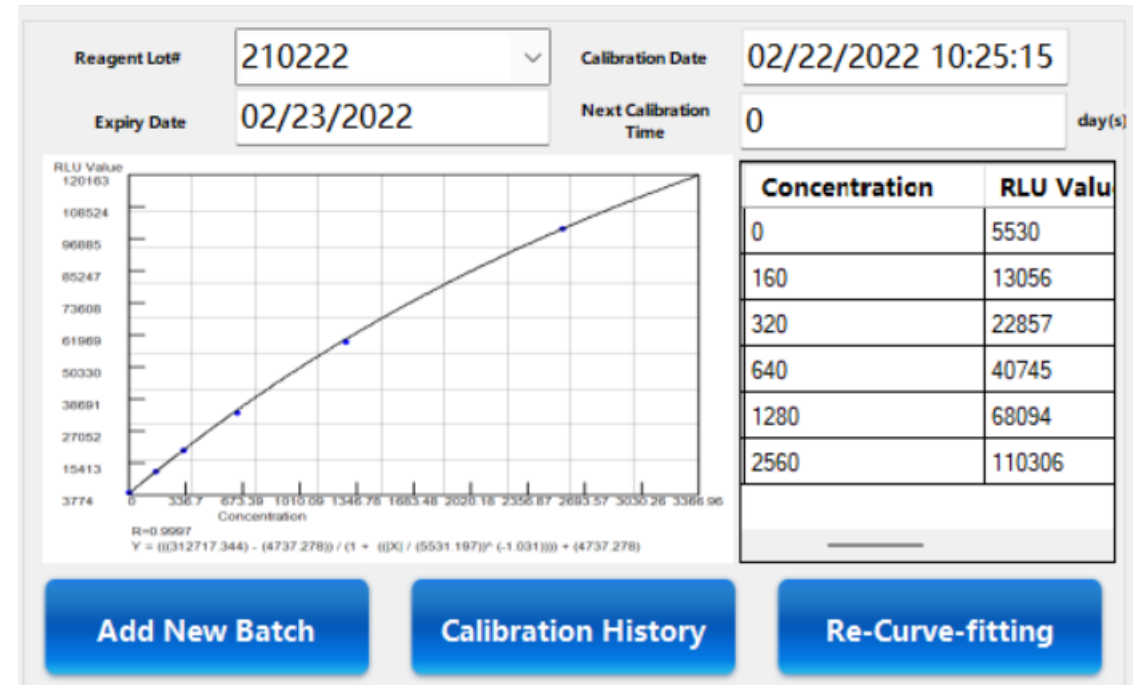 Reagent Lot# 210222 Calibration Date 02/22/2022 10:25:15
Expiry Date 02/23/2022 Next Calibration Time 0 day(s)
RLU Value
120163
108524
96885
85247
73608
61969
50330
38691
27052
15413
3774
0 336.7 673.39 1010.09 1346.78 1683.48 2020.18 2356.87 2693.57 3030.26 3366.96
Concentration
R=0.9997
Y = (((312717.344) - (4737.278)) / (1 + ((|X| / (5531.197))^ (-1.031)))) + (4737.278)
Concentration RLU Valu
0 5530
160 13056
320 22857
640 40745
1280 68094
2560 110306
Add New Batch Calibration History Re-Curve-fitting